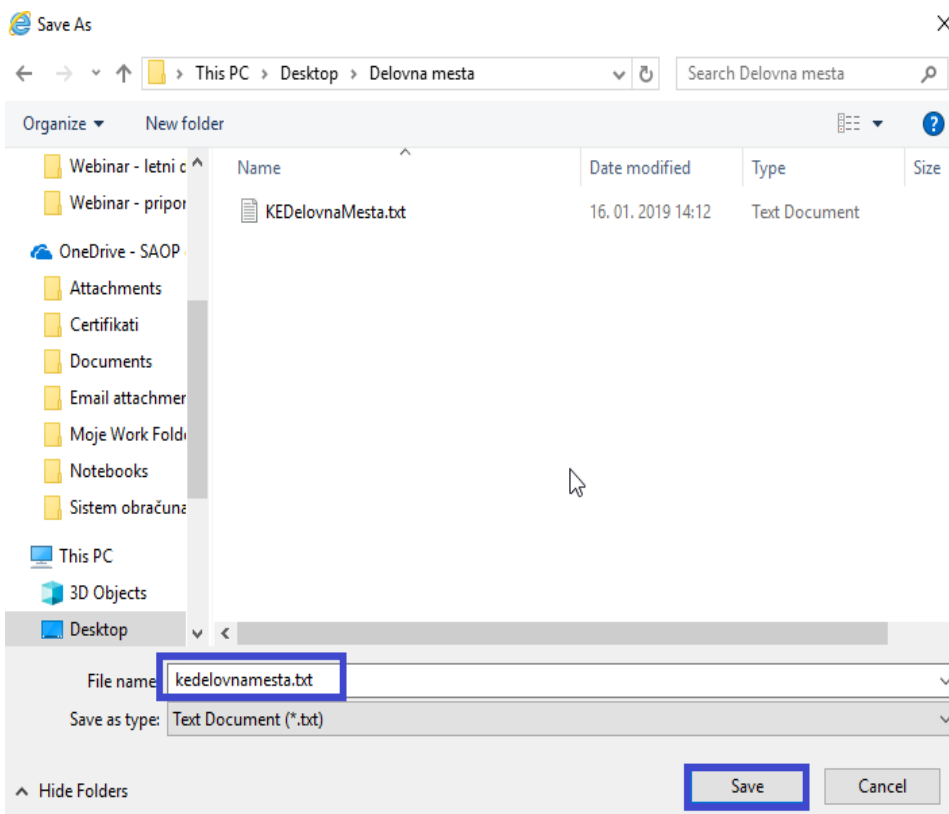 Save As
This PC > Desktop > Delovna mesta
Search Delovna mesta
Organize
New folder
?
Name
Date modified
Type
Size
KEDelovnaMesta.txt
16. 01. 2019 14:12
Text Document
Webinar - letni d
Webinar - pripor
OneDrive - SAOP
Attachments
Certifikati
Documents
Email attachmen
Moje Work Folde
Notebooks
Sistem obračuna
This PC
3D Objects
Desktop
File name
kedelovnamesta.txt
Save as type:
Text Document (*.txt)
Hide Folders
Save
Cancel